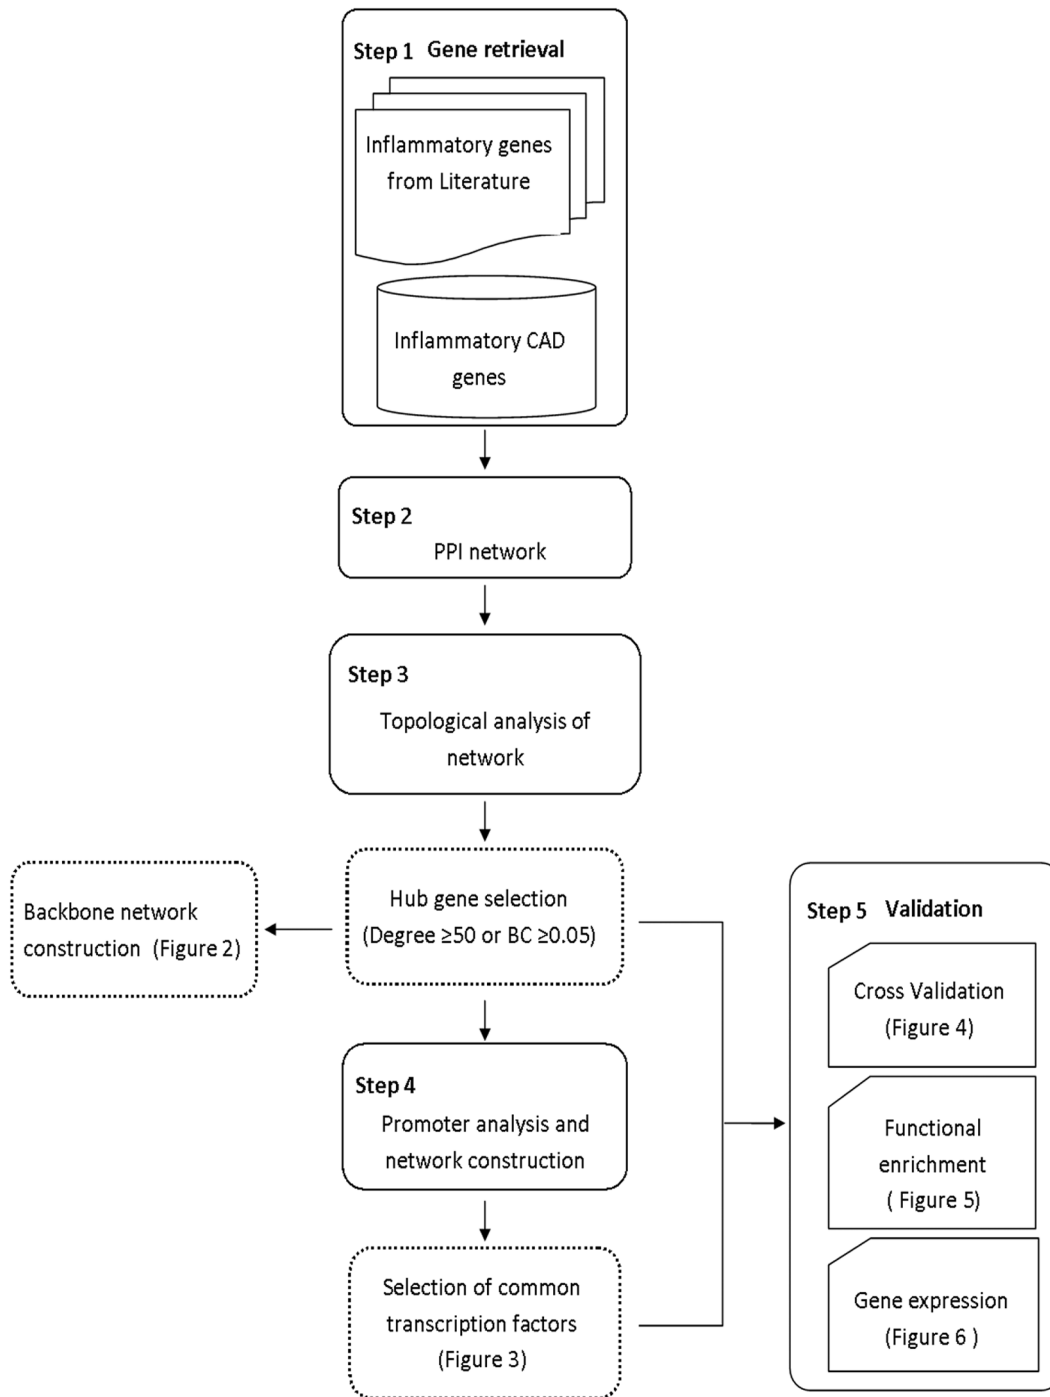 Step 1 Gene retrieval
Inflammatory genes
from Literature
Inflammatory CAD
genes
Step 2
PPI network
Step 3
Topological analysis of
network
Hub gene selection
(Degree ≥50 or BC ≥0.05)
Backbone network
construction (Figure 2)
Step 4
Promoter analysis and
network construction
Selection of common
transcription factors
(Figure 3)
Step 5 Validation
Cross Validation
(Figure 4)
Functional
enrichment
( Figure 5)
Gene expression
(Figure 6 )